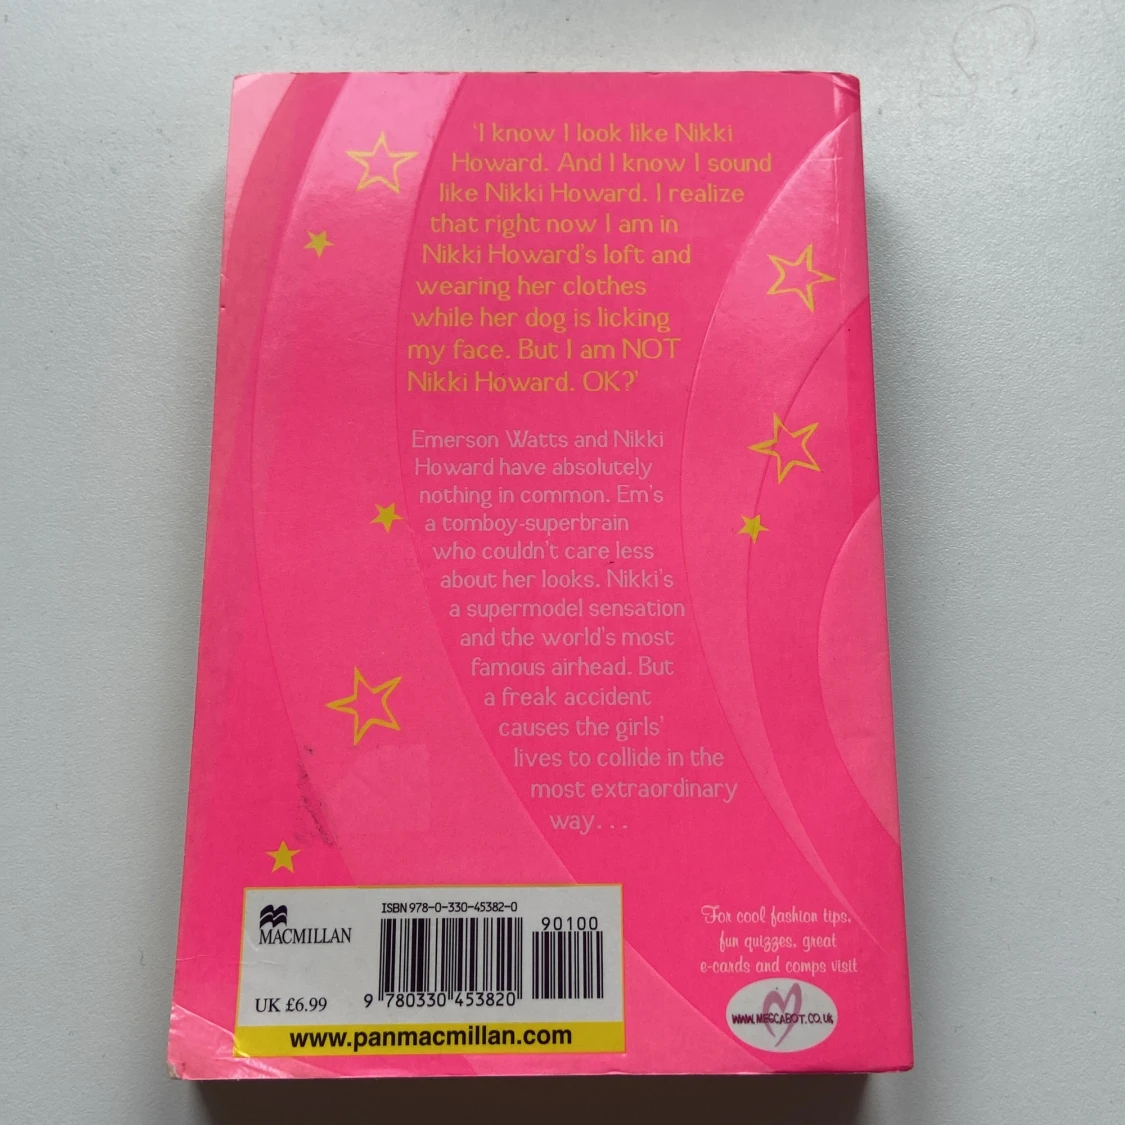 'I know I look like Nikki
Howard. And I know I sound
like Nikki Howard. I realize
that right now I am in
Nikki Howard's loft and
wearing her clothes
while her dog is licking
my face. But I am NOT
Nikki Howard. OK?'
Emerson Watts and Nikki
Howard have absolutely
nothing in common. Em's
a tomboy-superbrain
who couldn't care less
about her looks. Nikki's
a supermodel sensation
and the world's most
famous airhead. But
a freak accident
causes the girls'
lives to collide in the
most extraordinary
way...
MACMILLAN
UK £6.99
ISBN 978-0-330-45382-0
90100
9 780330 453820
www.panmacmillan.com
For cool fashion tips,
fun quizzes, great
e-cards and comps visit
WWW.MEGCABOT.CO.UK